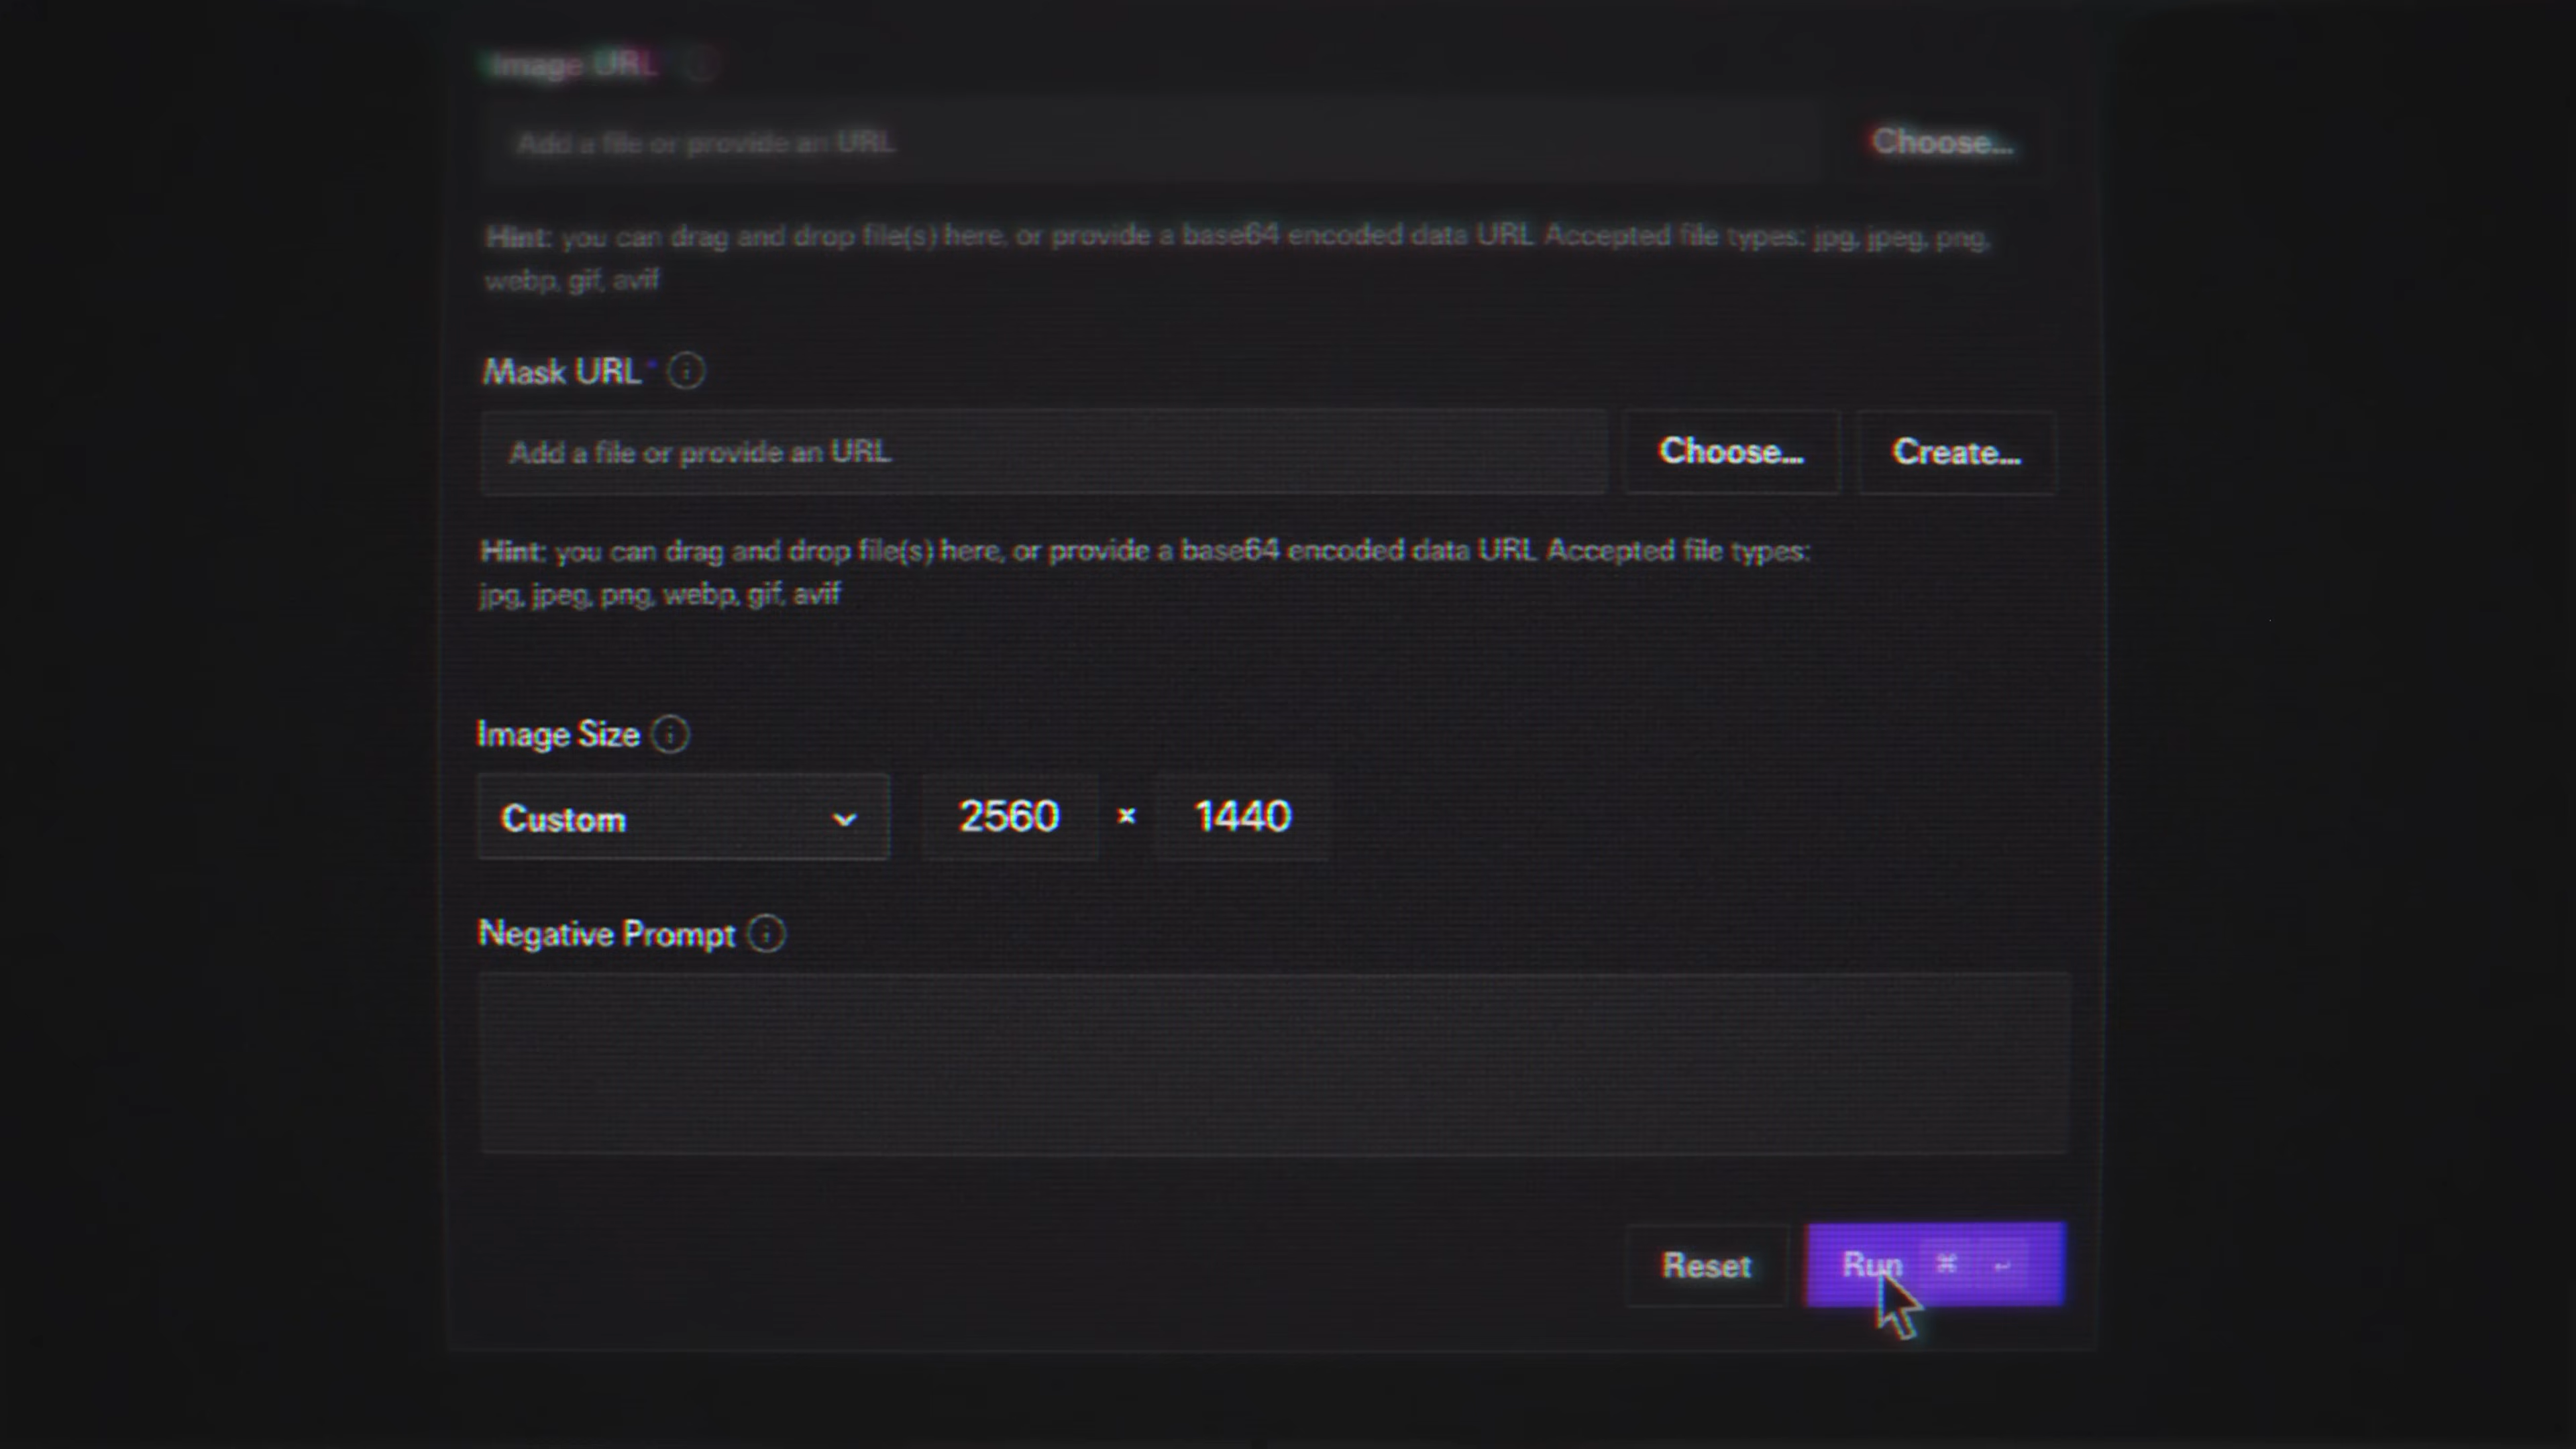 Image URL
Add a file or provide an URL
Choose...
Hint: you can drag and drop file(s) here, or provide a base64 encoded data URL Accepted file types: jpg, jpeg, png,
webp, gif, avif
Mask URL*
Add a file or provide an URL
Choose...
Create...
Hint: you can drag and drop file(s) here, or provide a base64 encoded data URL Accepted file types:
jpg, jpeg, png, webp, gif, avif
Image Size
Custom
2560 × 1440
Negative Prompt
Reset
Run ⌘ ↵